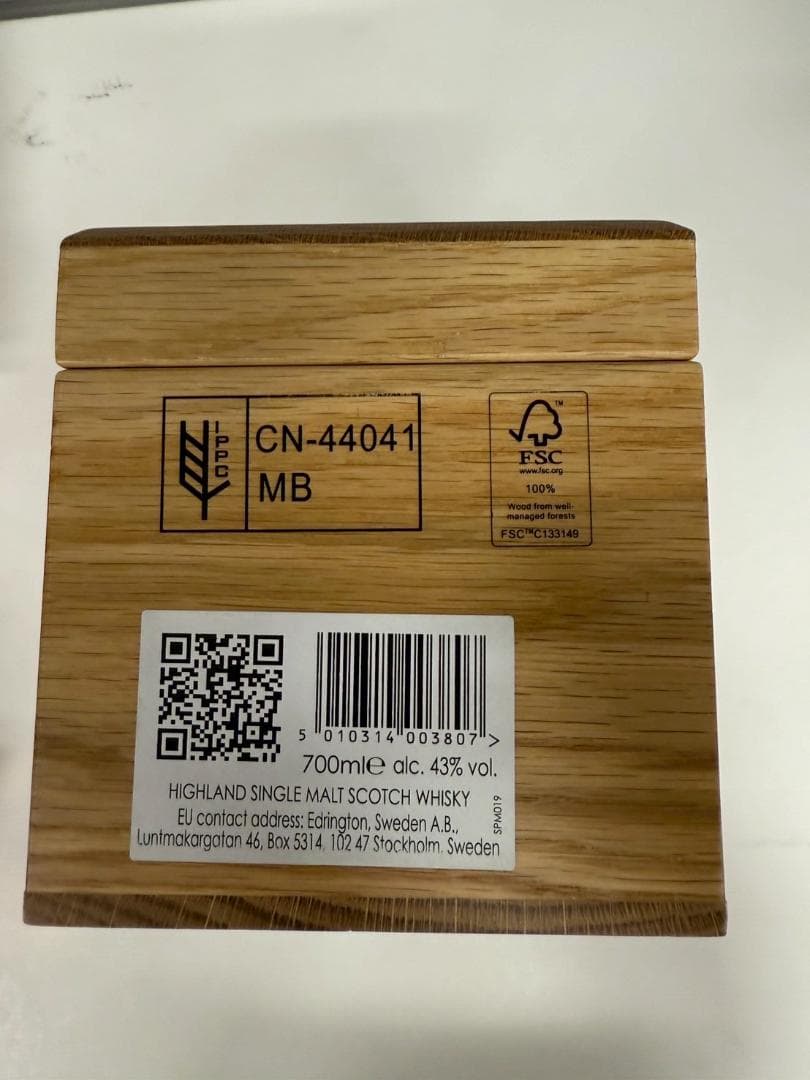 IPPC
CN-44041
MB
TM
FSC
www.fsc.org
100%
Wood from well-
managed forests
FSC™C133149
5 010314 003807 >
700ml℮ alc. 43% vol.
HIGHLAND SINGLE MALT SCOTCH WHISKY
EU contact address: Edrington, Sweden A.B.,
Luntmakargatan 46, Box 5314, 102 47 Stockholm, Sweden
SPM019